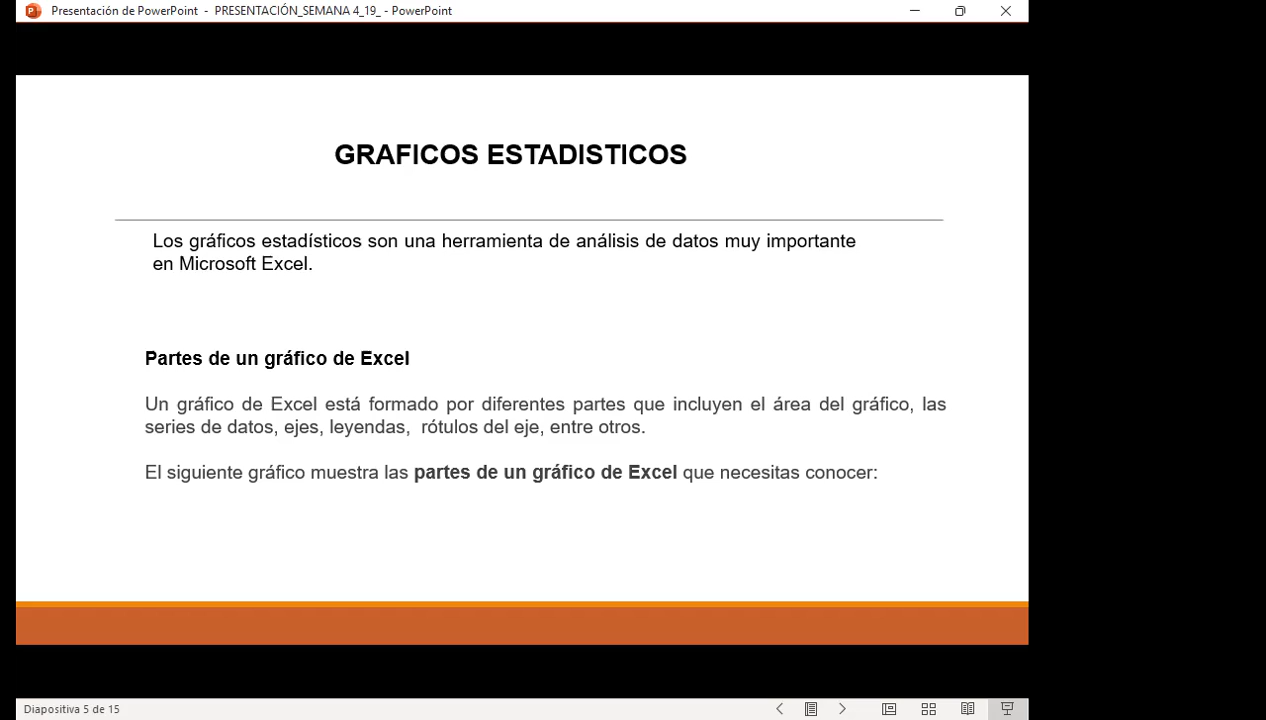 Presentación de PowerPoint - PRESENTACIÓN_SEMANA 4_19_ - PowerPoint
GRAFICOS ESTADISTICOS
Los gráficos estadísticos son una herramienta de análisis de datos muy importante
en Microsoft Excel.
Partes de un gráfico de Excel
Un gráfico de Excel está formado por diferentes partes que incluyen el área del gráfico, las
series de datos, ejes, leyendas, rótulos del eje, entre otros.
El siguiente gráfico muestra las partes de un gráfico de Excel que necesitas conocer:
Diapositiva 5 de 15